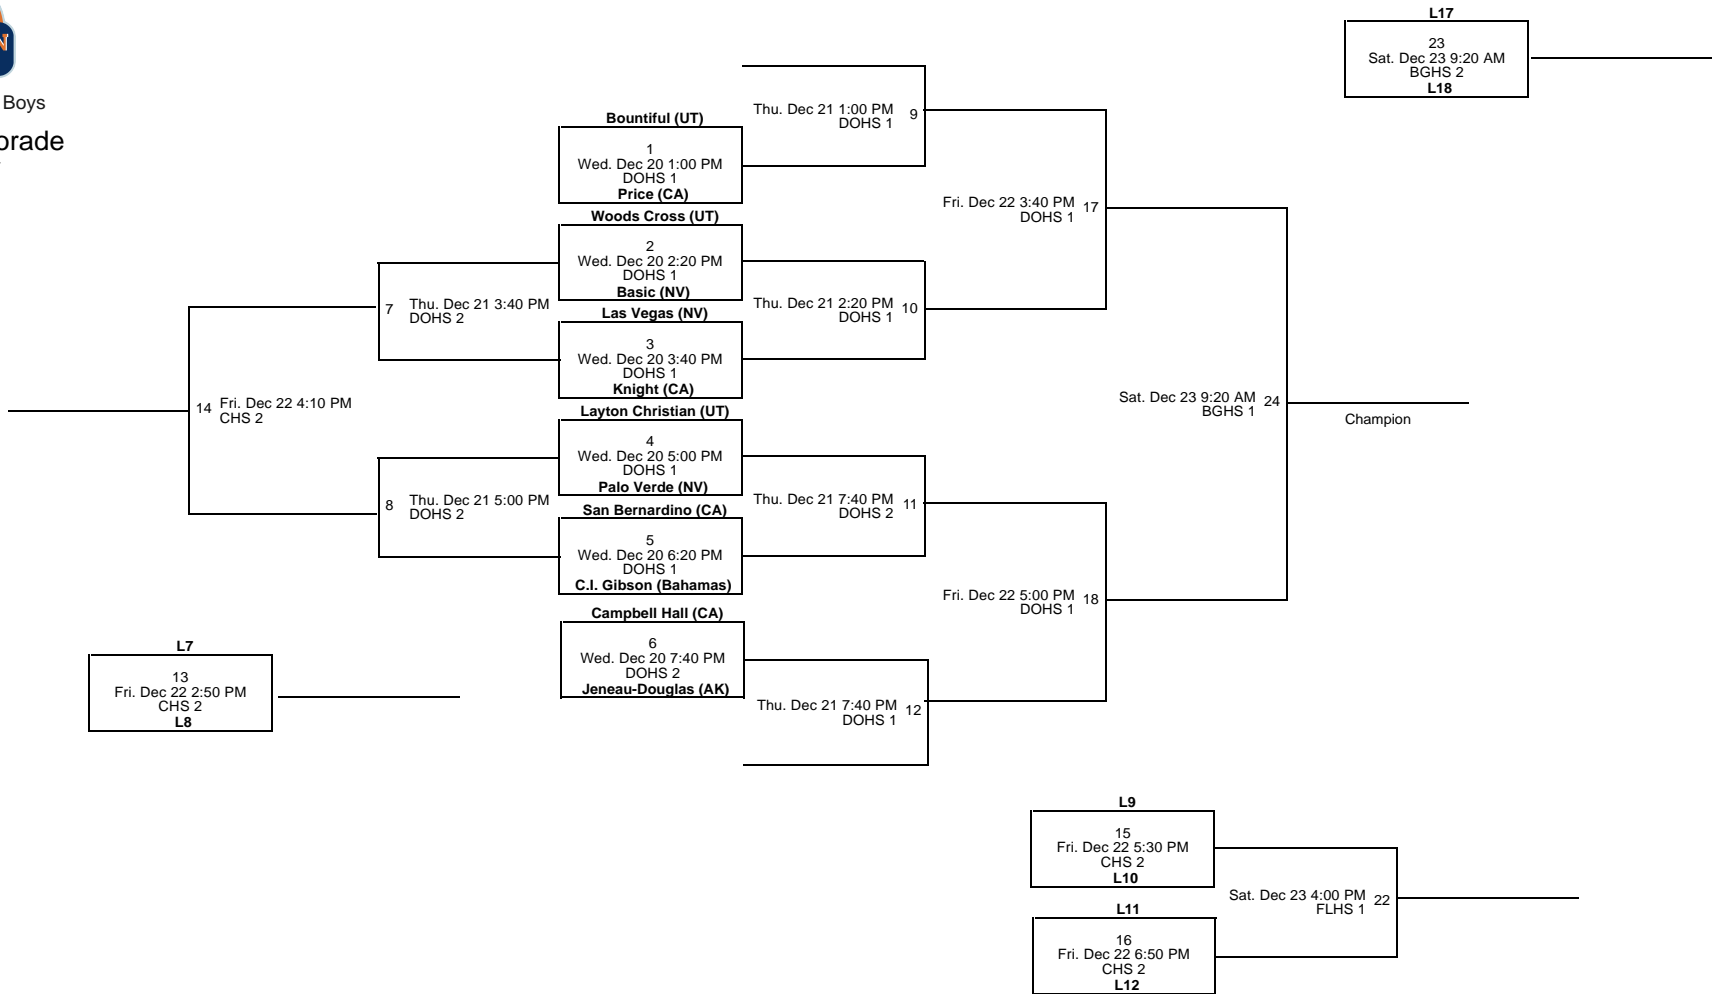 L17
23
Sat. Dec 23 9:20 AM
BGHS 2
L18
N
Boys
orade
Thu. Dec 21 1:00 PM 9
DOHS 1
Bountiful (UT)
1
Wed. Dec 20 1:00 PM
DOHS 1
Price (CA)
Fri. Dec 22 3:40 PM 17
DOHS 1
Woods Cross (UT)
2
Wed. Dec 20 2:20 PM
DOHS 1
Basic (NV)
7 Thu. Dec 21 3:40 PM
DOHS 2
Thu. Dec 21 2:20 PM 10
DOHS 1
Las Vegas (NV)
3
Wed. Dec 20 3:40 PM
DOHS 1
Knight (CA)
14 Fri. Dec 22 4:10 PM
CHS 2
Sat. Dec 23 9:20 AM 24
BGHS 1
Champion
Layton Christian (UT)
4
Wed. Dec 20 5:00 PM
DOHS 1
Palo Verde (NV)
8 Thu. Dec 21 5:00 PM
DOHS 2
Thu. Dec 21 7:40 PM 11
DOHS 2
San Bernardino (CA)
5
Wed. Dec 20 6:20 PM
DOHS 1
C.I. Gibson (Bahamas)
Fri. Dec 22 5:00 PM 18
DOHS 1
Campbell Hall (CA)
6
Wed. Dec 20 7:40 PM
DOHS 2
Jeneau-Douglas (AK)
L7
13
Fri. Dec 22 2:50 PM
CHS 2
L8
Thu. Dec 21 7:40 PM 12
DOHS 1
L9
15
Fri. Dec 22 5:30 PM
CHS 2
L10
Sat. Dec 23 4:00 PM 22
FLHS 1
L11
16
Fri. Dec 22 6:50 PM
CHS 2
L12